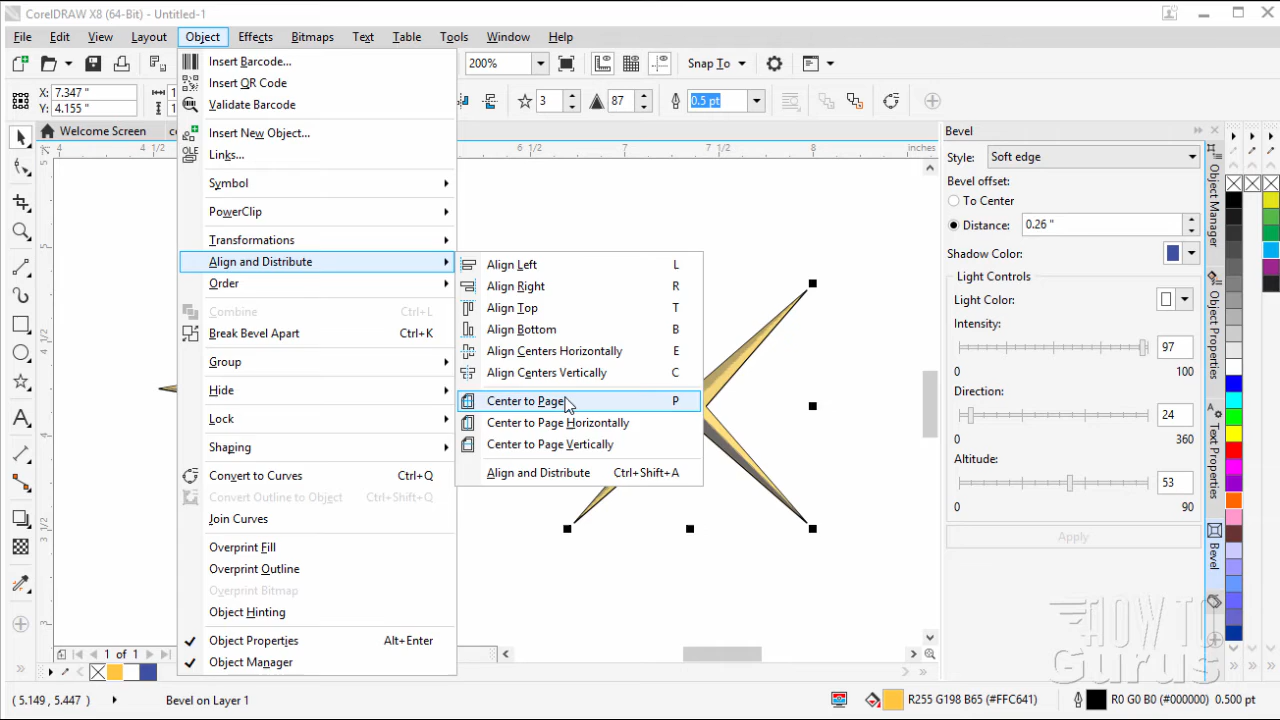 CorelDRAW X8 (64-Bit) - Untitled-1
File Edit View Layout Object Effects Bitmaps Text Table Tools Window Help
200% Snap To
X: 7.347 "
Y: 4.155 "
3 87 0.5 pt
Welcome Screen
4 4 1/2 6 1/2 7 7 1/2 8 inches
Insert Barcode...
Insert QR Code
Validate Barcode
Insert New Object...
OLE Links...
Symbol
PowerClip
Transformations
Align and Distribute
Order
Combine Ctrl+L
Break Bevel Apart Ctrl+K
Group
Hide
Lock
Shaping
Convert to Curves Ctrl+Q
Convert Outline to Object Ctrl+Shift+Q
Join Curves
Overprint Fill
Overprint Outline
Overprint Bitmap
Object Hinting
Object Properties Alt+Enter
Object Manager
Align Left L
Align Right R
Align Top T
Align Bottom B
Align Centers Horizontally E
Align Centers Vertically C
Center to Page P
Center to Page Horizontally
Center to Page Vertically
Align and Distribute Ctrl+Shift+A
Bevel
Style: Soft edge
Bevel offset:
To Center
Distance: 0.26 "
Shadow Color:
Light Controls
Light Color:
Intensity:
97
0 100
Direction:
24
0 360
Altitude:
53
0 90
Apply
Object Manager
Object Properties
Text Properties
Bevel
HOW TO
Gurus
1 of 1
( 5.149, 5.447 ) Bevel on Layer 1 R255 G198 B65 (#FFC641) R0 G0 B0 (#000000) 0.500 pt